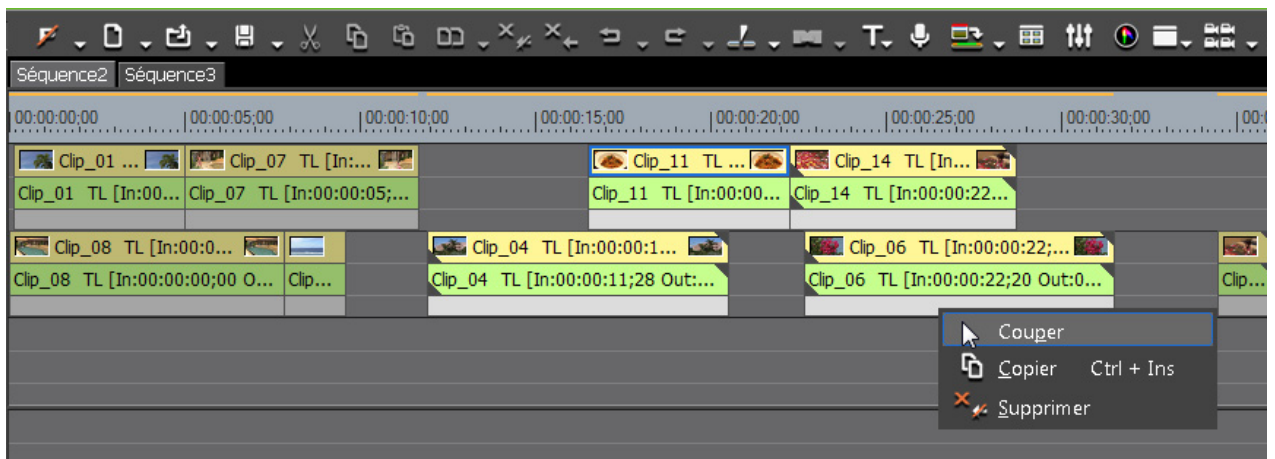 Séquence2 Séquence3
00:00:00;00 00:00:05;00 00:00:10;00 00:00:15;00 00:00:20;00 00:00:25;00 00:00:30;00 00:0
Clip_01 ... Clip_07 TL [In:... Clip_11 TL ... Clip_14 TL [In...
Clip_01 TL [In:00... Clip_07 TL [In:00:00:05;... Clip_11 TL [In:00:00... Clip_14 TL [In:00:00:22...
Clip_08 TL [In:00:0... Clip_04 TL [In:00:00:1... Clip_06 TL [In:00:00:22;...
Clip_08 TL [In:00:00:00;00 O... Clip... Clip_04 TL [In:00:00:11;28 Out:... Clip_06 TL [In:00:00:22;20 Out:0... Clip...
Couper
Copier Ctrl + Ins
Supprimer